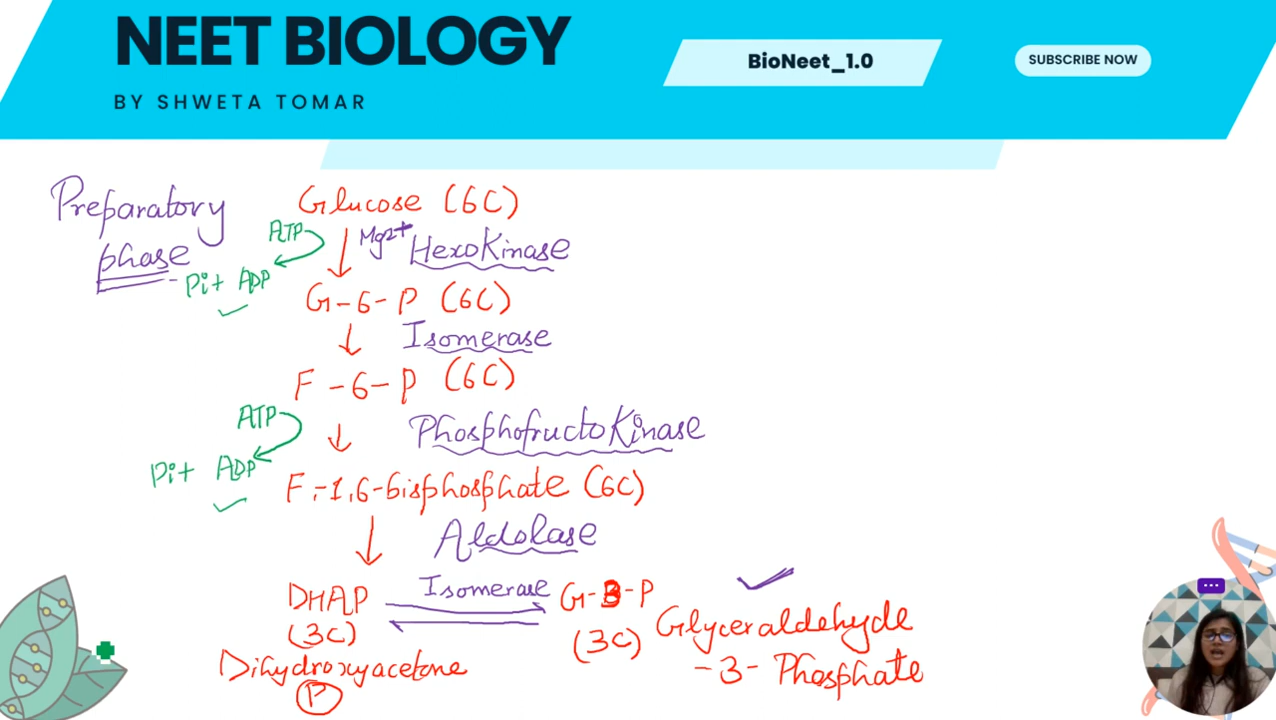 NEET BIOLOGY
BY SHWETA TOMAR
BioNeet_1.0
SUBSCRIBE NOW
Preparatory
phase
Glucose (6C)
ATP
Mg2+
Hexokinase
Pi+ ADP
G-6-P (6C)
Isomerase
F-6-P (6C)
ATP
Phosphofructokinase
Pi+ ADP
F-1,6-bisphosphate (6C)
Aldolase
DHAP
Isomerase
G-3-P
(3C)
(3C)
Glyceraldehyde
-3-Phosphate
Dihydroxyacetone
P